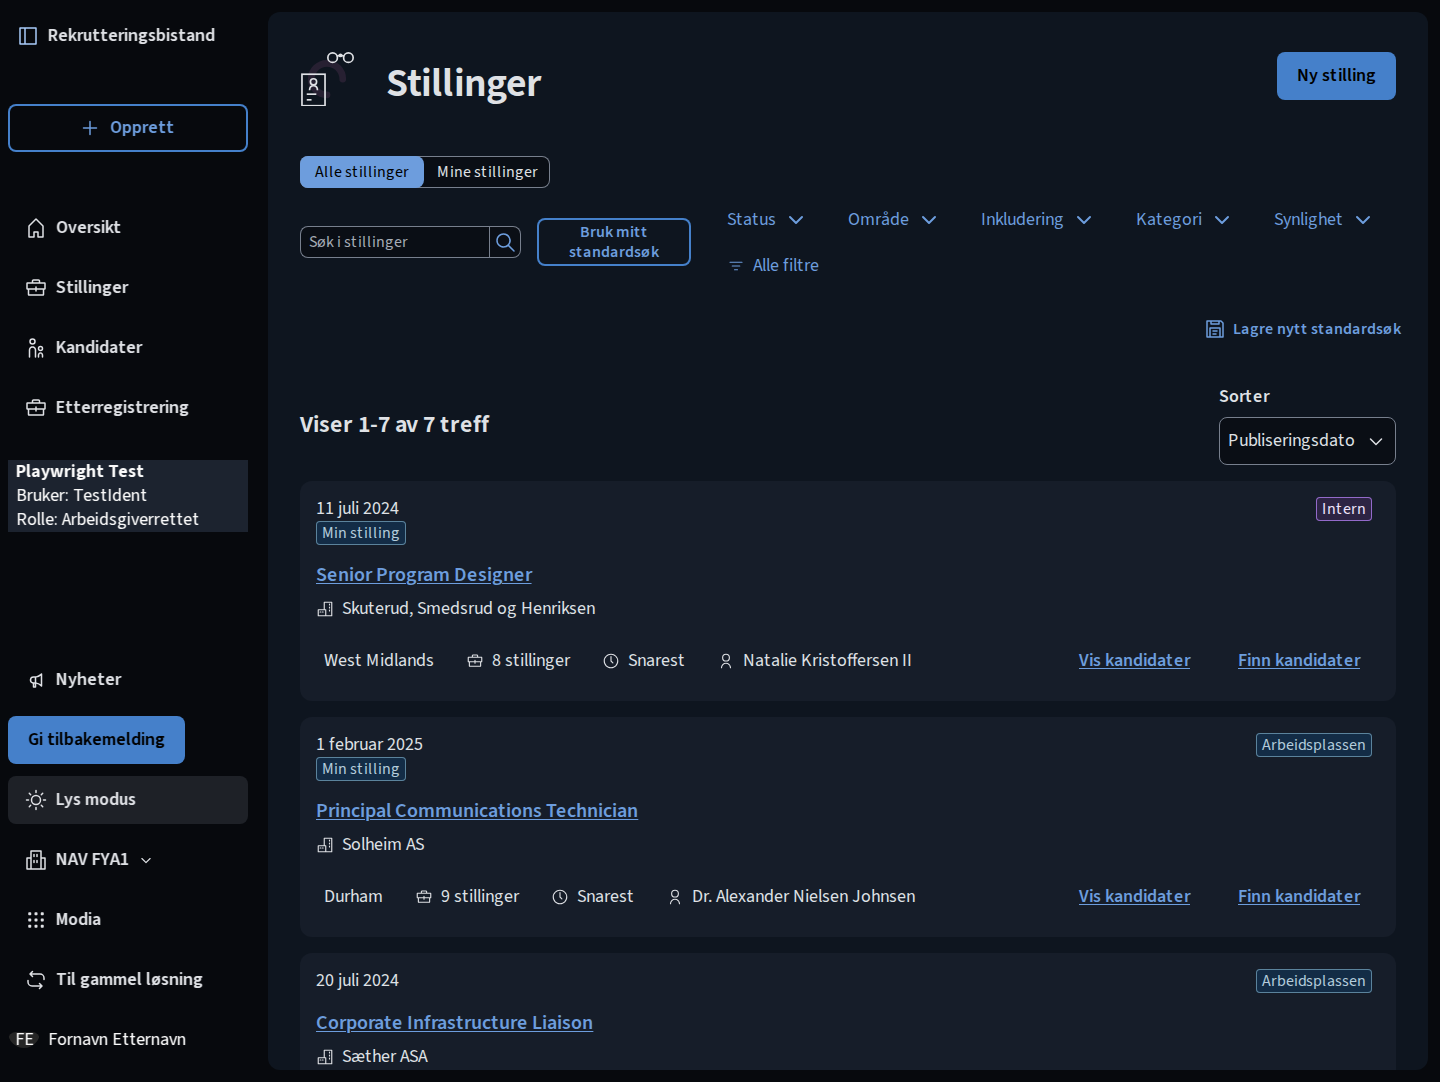 Rekrutteringsbistand
Opprett
Oversikt
Stillinger
Kandidater
Etterregistrering
Playwright Test
Bruker: TestIdent
Rolle: Arbeidsgiverrettet
Nyheter
Gi tilbakemelding
Lys modus
NAV FYA1
Modia
Til gammel løsning
FE Fornavn Etternavn
Stillinger
Ny stilling
Alle stillinger Mine stillinger
Søk i stillinger
Bruk mitt
standardsøk
Status Område Inkludering Kategori Synlighet
Alle filtre
Lagre nytt standardsøk
Viser 1-7 av 7 treff
Sorter
Publiseringsdato
11 juli 2024
Intern
Min stilling
Senior Program Designer
Skuterud, Smedsrud og Henriksen
West Midlands 8 stillinger Snarest Natalie Kristoffersen II Vis kandidater Finn kandidater
1 februar 2025
Arbeidsplassen
Min stilling
Principal Communications Technician
Solheim AS
Durham 9 stillinger Snarest Dr. Alexander Nielsen Johnsen Vis kandidater Finn kandidater
20 juli 2024
Arbeidsplassen
Corporate Infrastructure Liaison
Sæther ASA